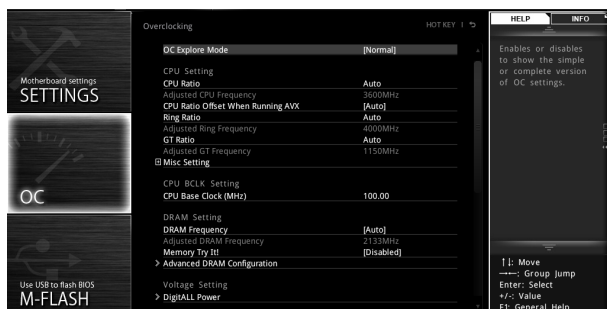 Motherboard settings
SETTINGS
OC
Use USB to flash BIOS
M-FLASH
Overclocking
HOT KEY |
OC Explore Mode [Normal]
CPU Setting
CPU Ratio Auto
Adjusted CPU Frequency 3600MHz
CPU Ratio Offset When Running AVX [Auto]
Ring Ratio Auto
Adjusted Ring Frequency 4000MHz
GT Ratio Auto
Adjusted GT Frequency 1150MHz
Misc Setting
CPU BCLK Setting
CPU Base Clock (MHz) 100.00
DRAM Setting
DRAM Frequency [Auto]
Adjusted DRAM Frequency 2133MHz
Memory Try It! [Disabled]
> Advanced DRAM Configuration
Voltage Setting
> DigitALL Power
HELP
INFO
Enables or disables
to show the simple
or complete version
of OC settings.
↑↓: Move
→←: Group Jump
Enter: Select
+/-: Value
F1: General Help